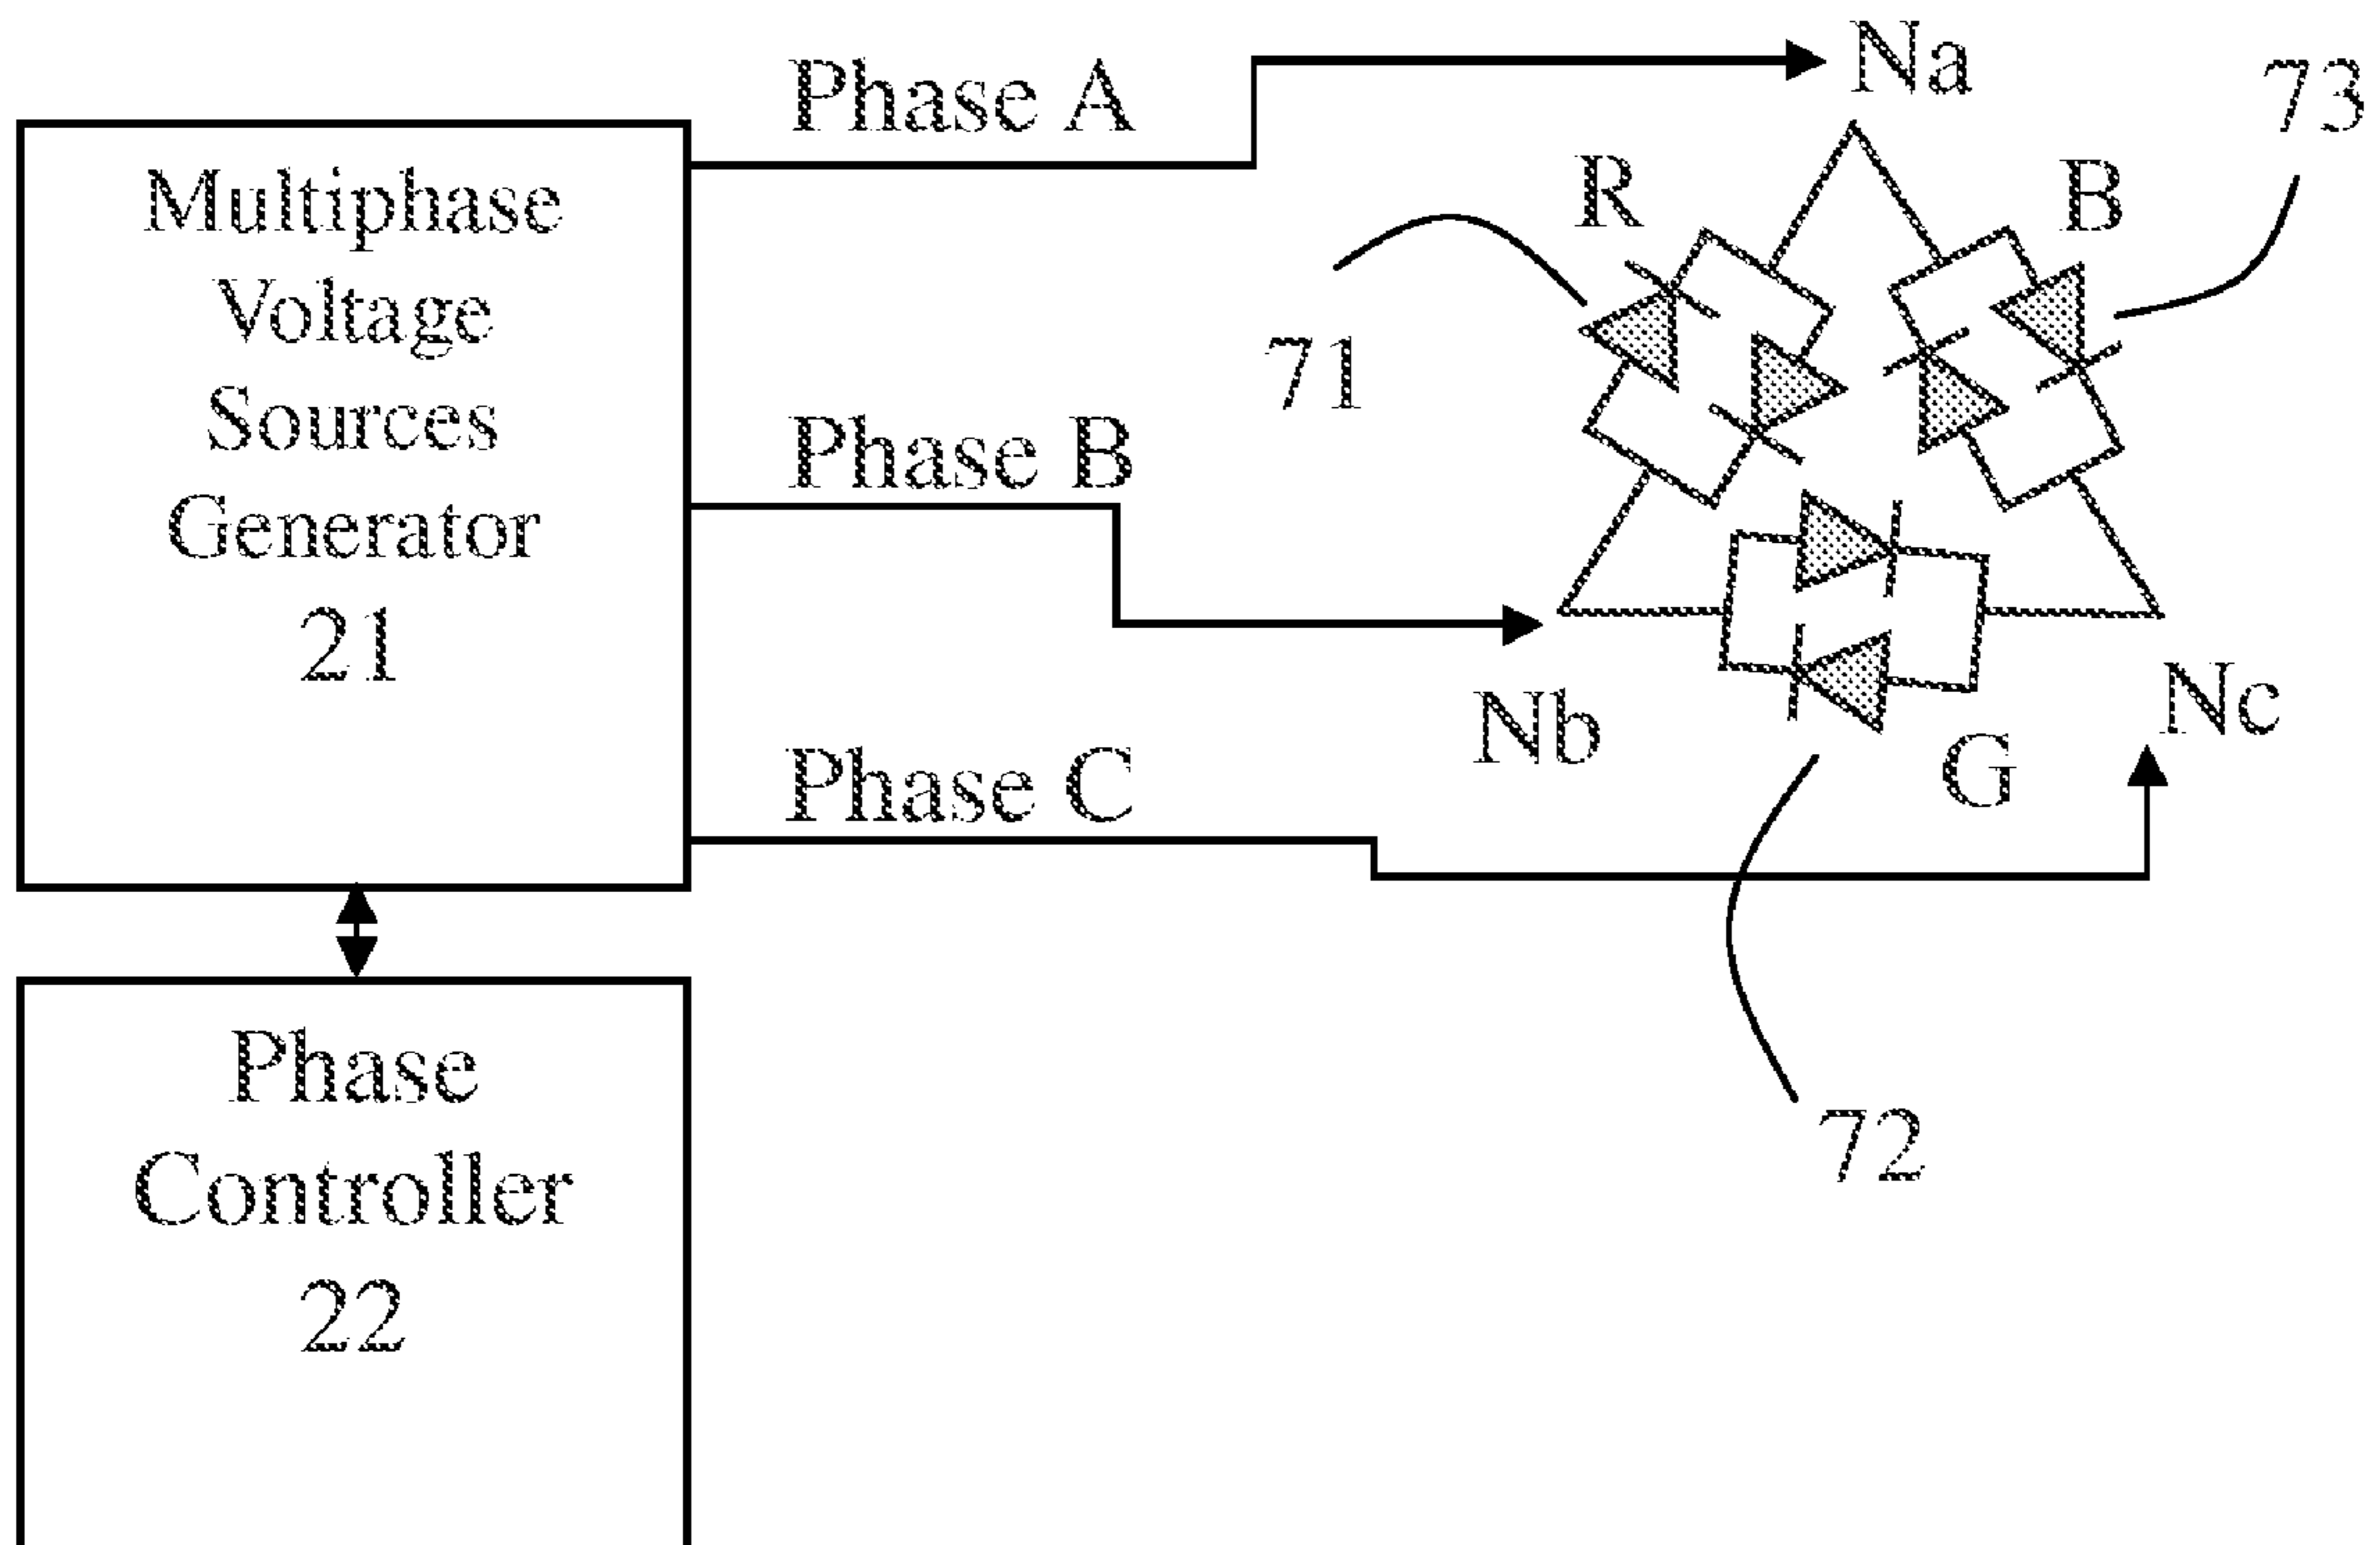 Multiphase
Voltage
Sources
Generator
21
Phase
Controller
22
Phase A
Phase B
Phase C
Na
R
B
73
71
Nb
Nc
G
72